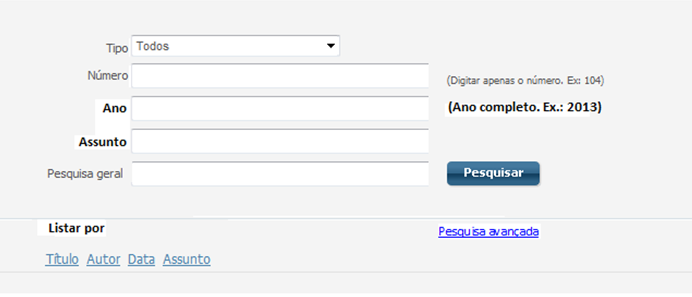 Tipo Todos
Número (Digitar apenas o número. Ex: 104)
Ano (Ano completo. Ex.: 2013)
Assunto
Pesquisa geral Pesquisar
Listar por Pesquisa avançada
Título Autor Data Assunto